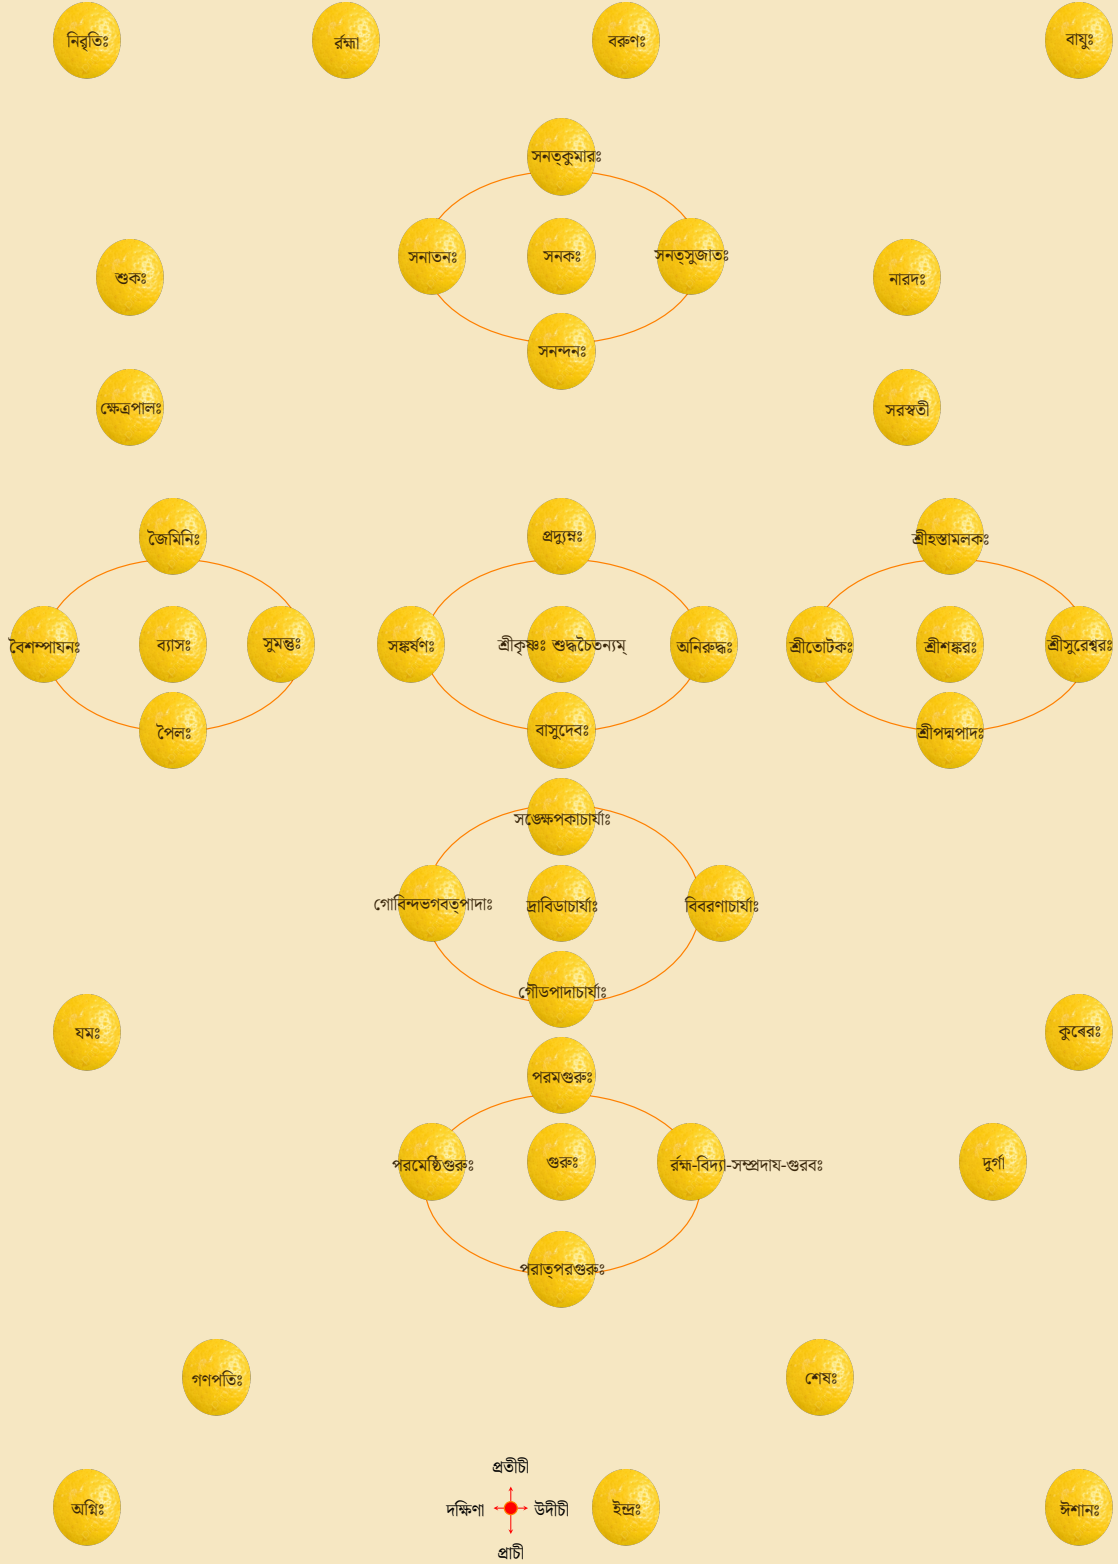 নিরৃতিঃ
র্রহ্মা
বরুণঃ
বাযুঃ
সনত্কুমারঃ
সনাতনঃ
সনকঃ
সনত্সুজাতঃ
শুকঃ
নারদঃ
সনন্দনঃ
ক্ষেত্রপালঃ
সরস্বতী
জৈমিনিঃ
প্রদ্যুম্নঃ
শ্রীহস্তামলকঃ
বৈশম্পাযনঃ
ব্যাসঃ
সুমন্তুঃ
সঙ্কর্ষণঃ
শ্রীকৃষ্ণঃ শুদ্ধচৈতন্যম্
অনিরুদ্ধঃ
শ্রীতোটকঃ
শ্রীশঙ্করঃ
শ্রীসুরেশ্বরঃ
পৈলঃ
বাসুদেবঃ
শ্রীপদ্মপাদঃ
সঙ্ক্ষেপকাচার্যাঃ
গোবিন্দভগবত্পাদাঃ
দ্রাবিডাচার্যাঃ
বিবরণাচার্যাঃ
গৌডপাদাচার্যাঃ
যমঃ
কুৰেরঃ
পরমগুরুঃ
পরমেষ্ঠিগুরুঃ
গুরুঃ
র্রহ্ম-বিদ্যা-সম্প্রদায-গুরবঃ
দুর্গা
পরাত্পরগুরুঃ
গণপতিঃ
শেষঃ
প্রতীচী
অগ্নিঃ
দক্ষিণা
উদীচী
ইন্দ্রঃ
ঈশানঃ
প্রাচী